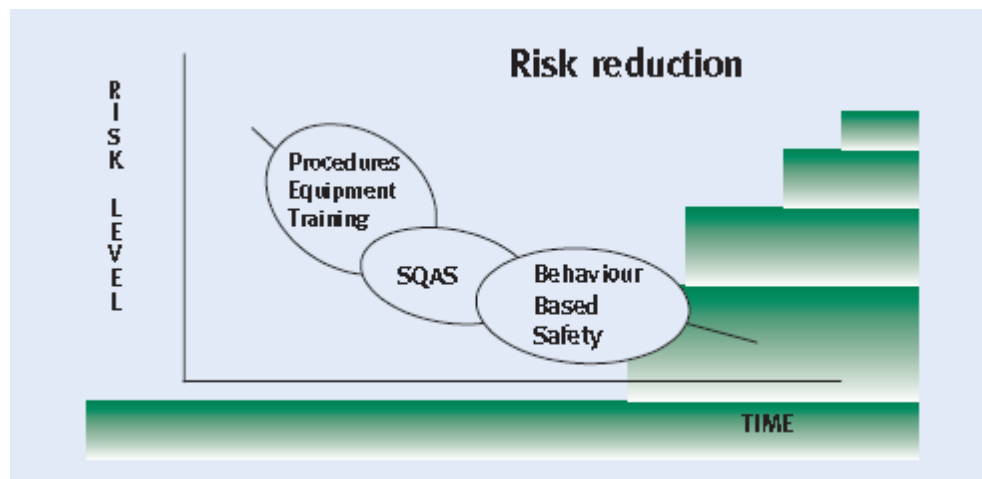 Risk reduction
RISK LEVEL
Procedures
Equipment
Training
SQAS
Behaviour
Based
Safety
TIME